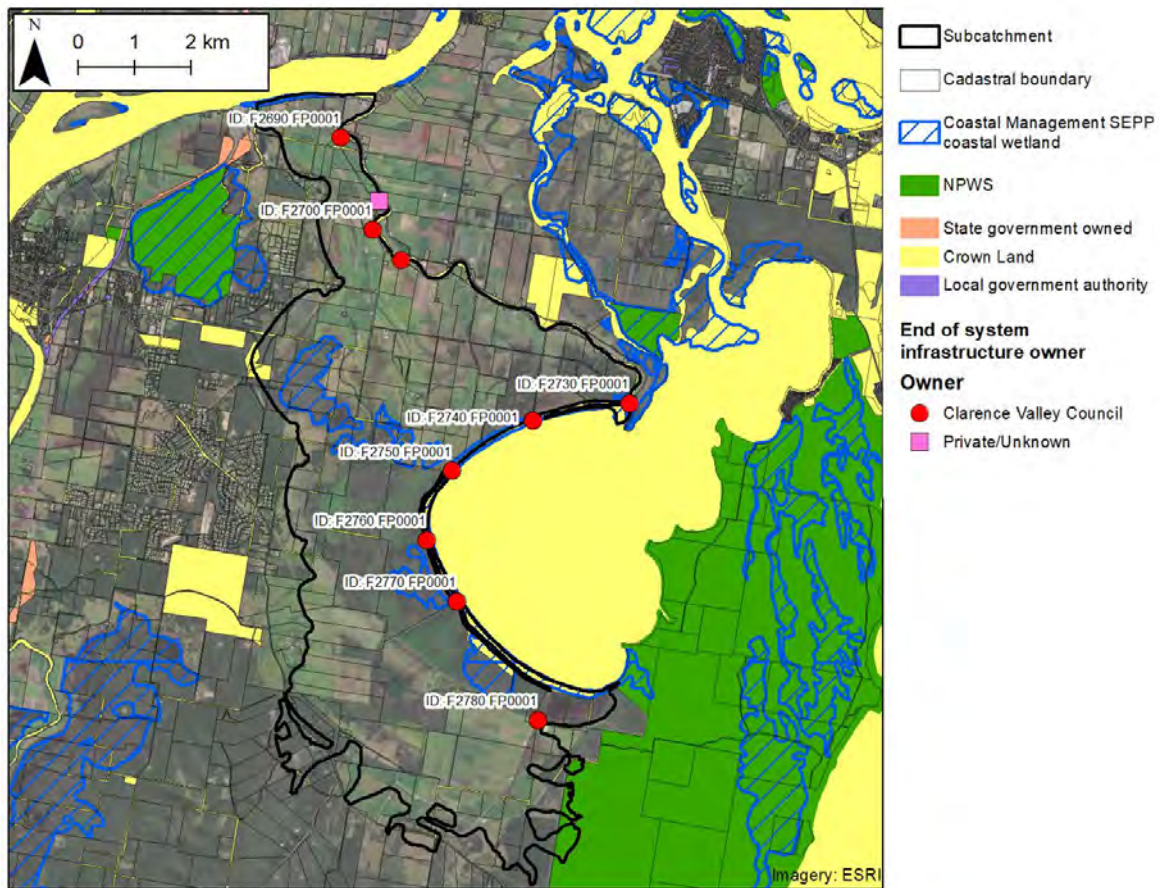 N
0 1 2 km
ID: F2690 FP0001
ID: F2700 FP0001
ID: F2730 FP0001
ID: F2740 FP0001
ID: F2750 FP0001
ID: F2760 FP0001
ID: F2770 FP0001
ID: F2780 FP0001
Imagery: ESRI
Subcatchment
Cadastral boundary
Coastal Management SEPP
coastal wetland
NPWS
State government owned
Crown Land
Local government authority
End of system
infrastructure owner
Owner
Clarence Valley Council
Private/Unknown